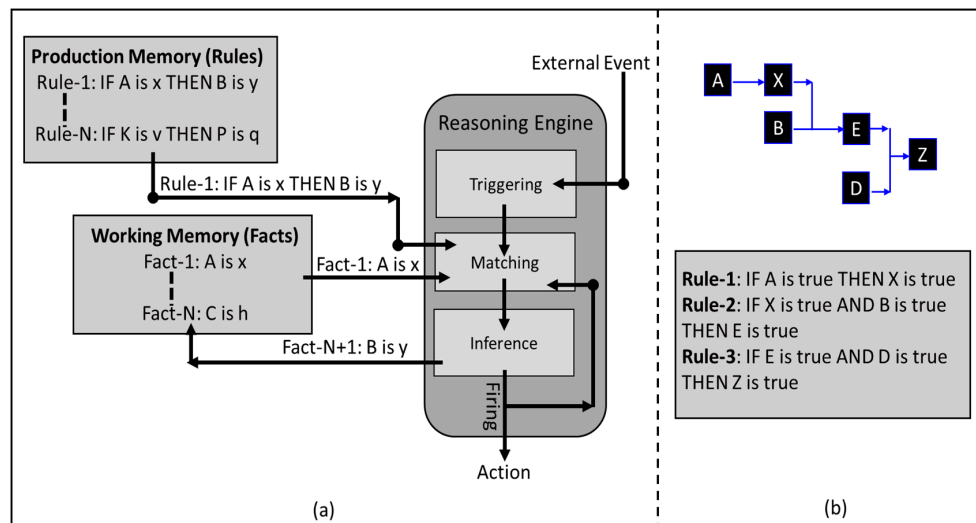 Production Memory (Rules)
Rule-1: IF A is x THEN B is y
Rule-N: IF K is v THEN P is q
Rule-1: IF A is x THEN B is y
Working Memory (Facts)
Fact-1: A is x
Fact-N: C is h
Fact-1: A is x
Fact-N+1: B is y
External Event
Reasoning Engine
Triggering
Matching
Inference
Firing
Action
(a)
A
X
B
E
Z
D
Rule-1: IF A is true THEN X is true
Rule-2: IF X is true AND B is true
THEN E is true
Rule-3: IF E is true AND D is true
THEN Z is true
(b)